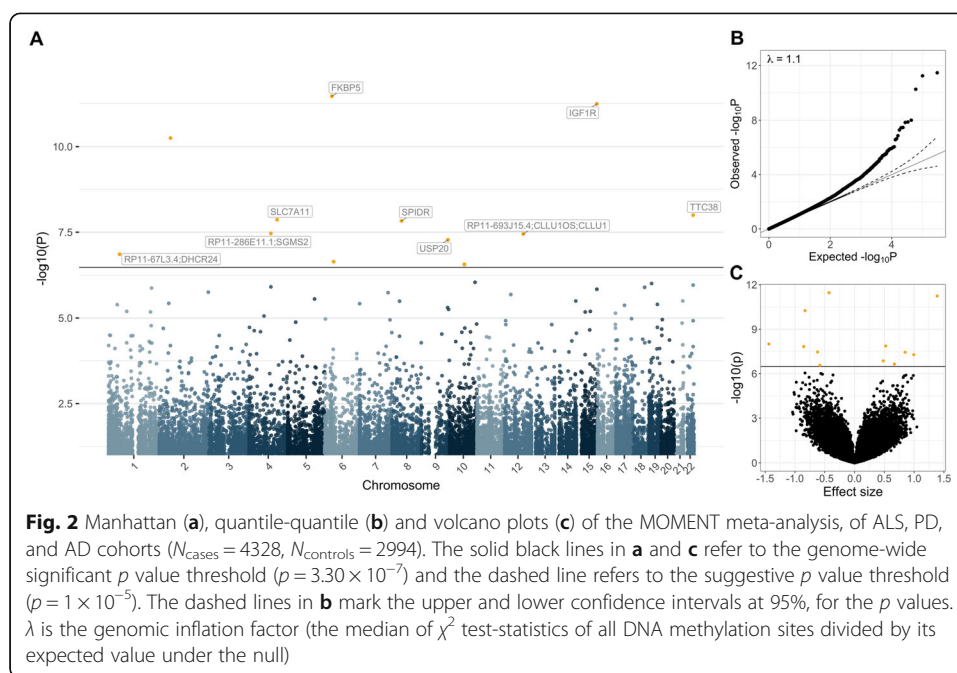 A
FKBP5
IGF1R
10.0
SLC7A11
SPIDR
TTC38
7.5
RP11-286E11.1;SGMS2
RP11-693J15.4;CLLU1OS;CLLU1
USP20
RP11-67L3.4;DHCR24
-log10(P)
5.0
2.5
1 2 3 4 5 6 7 8 9 10 11 12 13 14 15 16 17 18 19 20 21 22
Chromosome
B
λ = 1.1
12
8
4
0
Observed -log10P
0 4
Expected -log10P
C
12
9
6
3
0
-log10(p)
-1.5 -1.0 -0.5 0.0 0.5 1.0 1.5
Effect size
Fig. 2 Manhattan (a), quantile-quantile (b) and volcano plots (c) of the MOMENT meta-analysis, of ALS, PD,
and AD cohorts (Ncases = 4328, Ncontrols = 2994). The solid black lines in a and c refer to the genome-wide
significant p value threshold (p = 3.30 × 10⁻⁷) and the dashed line refers to the suggestive p value threshold
(p = 1 × 10⁻⁵). The dashed lines in b mark the upper and lower confidence intervals at 95%, for the p values.
λ is the genomic inflation factor (the median of χ² test-statistics of all DNA methylation sites divided by its
expected value under the null)